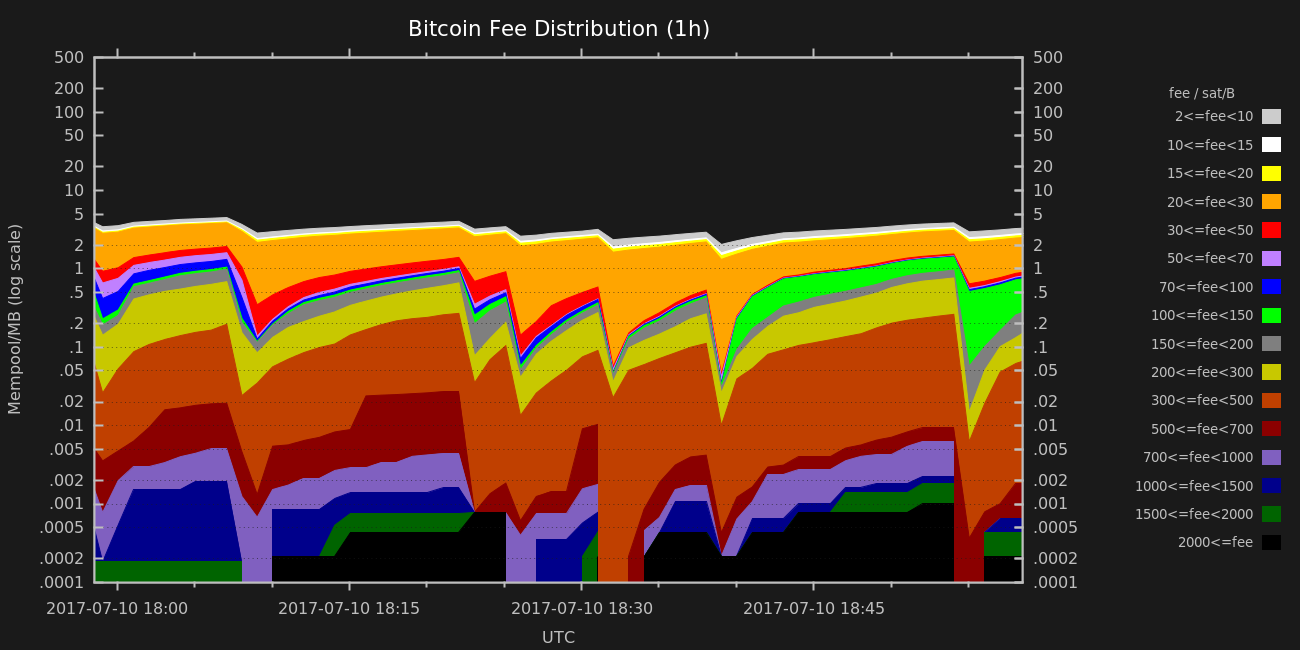 Bitcoin Fee Distribution (1h)
500
200
100
50
20
10
5
2
1
.5
.2
.1
.05
.02
.01
.005
.002
.001
.0005
.0002
.0001
Mempool/MB (log scale)
500
200
100
50
20
10
5
2
1
.5
.2
.1
.05
.02
.01
.005
.002
.001
.0005
.0002
.0001
2017-07-10 18:00 2017-07-10 18:15 2017-07-10 18:30 2017-07-10 18:45
UTC
fee / sat/B
2<=fee<10
10<=fee<15
15<=fee<20
20<=fee<30
30<=fee<50
50<=fee<70
70<=fee<100
100<=fee<150
150<=fee<200
200<=fee<300
300<=fee<500
500<=fee<700
700<=fee<1000
1000<=fee<1500
1500<=fee<2000
2000<=fee